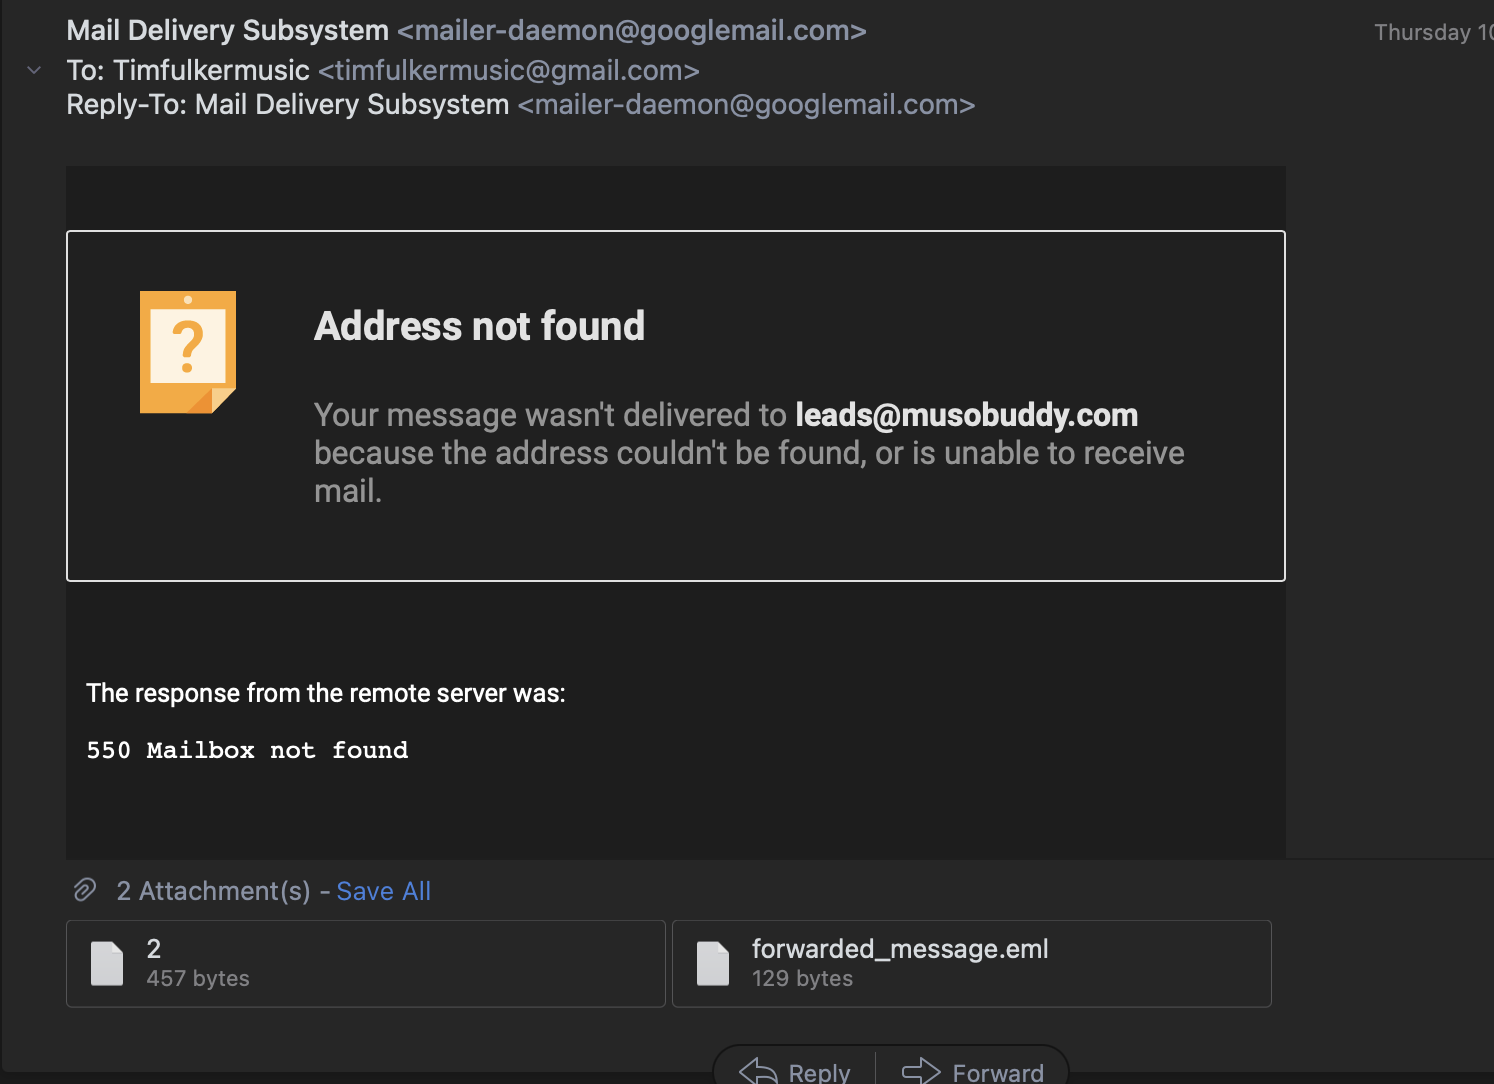 Mail Delivery Subsystem <mailer-daemon@googlemail.com>
Thursday 10
To: Timfulkermusic <timfulkermusic@gmail.com>
Reply-To: Mail Delivery Subsystem <mailer-daemon@googlemail.com>
?
Address not found
Your message wasn't delivered to leads@musobuddy.com
because the address couldn't be found, or is unable to receive
mail.
The response from the remote server was:
550 Mailbox not found
2 Attachment(s) - Save All
2
457 bytes
forwarded_message.eml
129 bytes
Reply
Forward